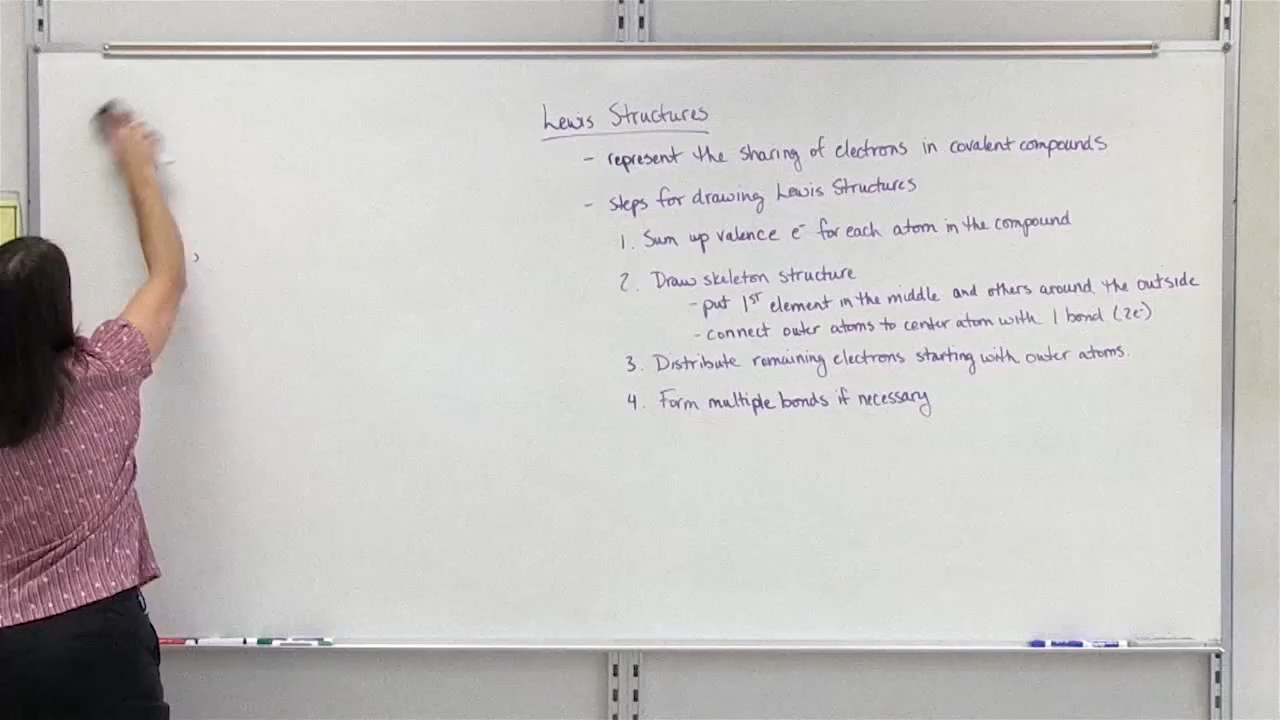 Lewis Structures
- represent the sharing of electrons in covalent compounds
- steps for drawing Lewis Structures
1. Sum up valence e⁻ for each atom in the compound
2. Draw skeleton structure
- put 1ST element in the middle and others around the outside
- connect outer atoms to center atom with 1 bond (2e⁻)
3. Distribute remaining electrons starting with outer atoms.
4. Form multiple bonds if necessary